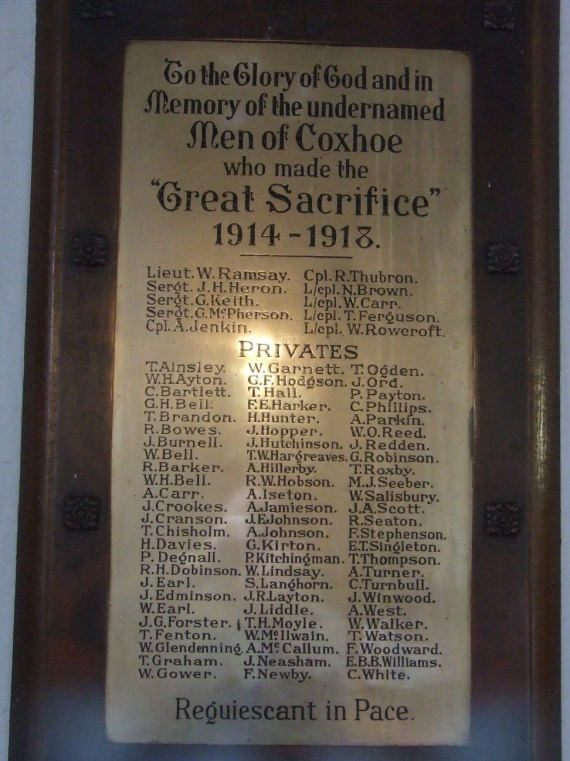 To the Glory of God and in
Memory of the undernamed
Men of Coxhoe
who made the
"Great Sacrifice"
1914 - 1918.
Lieut. W. Ramsay. Cpl. R. Thubron.
Sergt. J. H. Heron. L/cpl. N. Brown.
Sergt. G. Keith. L/cpl. W. Carr.
Sergt. G. McPherson. L/cpl. T. Ferguson.
Cpl. A. Jenkin. L/cpl. W. Rowcroft.
PRIVATES
T. Ainsley. W. Garnett. T. Ogden.
W. H. Ayton. G. F. Hodgson. J. Ord.
C. Bartlett. T. Hall. P. Payton.
G. H. Bell. F. E. Harker. C. Phillips.
T. Brandon. H. Hunter. A. Parkin.
R. Bowes. J. Hopper. W. O. Reed.
J. Burnell. J. Hutchinson. J. Redden.
W. Bell. T. W. Hargreaves. G. Robinson.
R. Barker. A. Hillerby. T. Roxby.
W. H. Bell. R. W. Hobson. M. J. Seeber.
A. Carr. A. Iseton. W. Salisbury.
J. Crookes. A. Jamieson. J. A. Scott.
J. Cranson. J. E. Johnson. R. Seaton.
T. Chisholm. A. Johnson. F. Stephenson.
H. Davies. G. Kirton. E. T. Singleton.
P. Degnall. P. Kitchingman. T. Thompson.
R. H. Dobinson. W. Lindsay. A. Turner.
J. Earl. S. Langhorn. C. Turnbull.
J. Edminson. J. R. Layton. J. Winwood.
W. Earl. J. Liddle. A. West.
J. G. Forster. T. H. Moyle. W. Walker.
T. Fenton. W. McIlwain. T. Watson.
W. Glendenning. A. McCallum. F. Woodward.
T. Graham. J. Neasham. E. B. B. Williams.
W. Gower. F. Newby. C. White.
Requiescant in Pace.